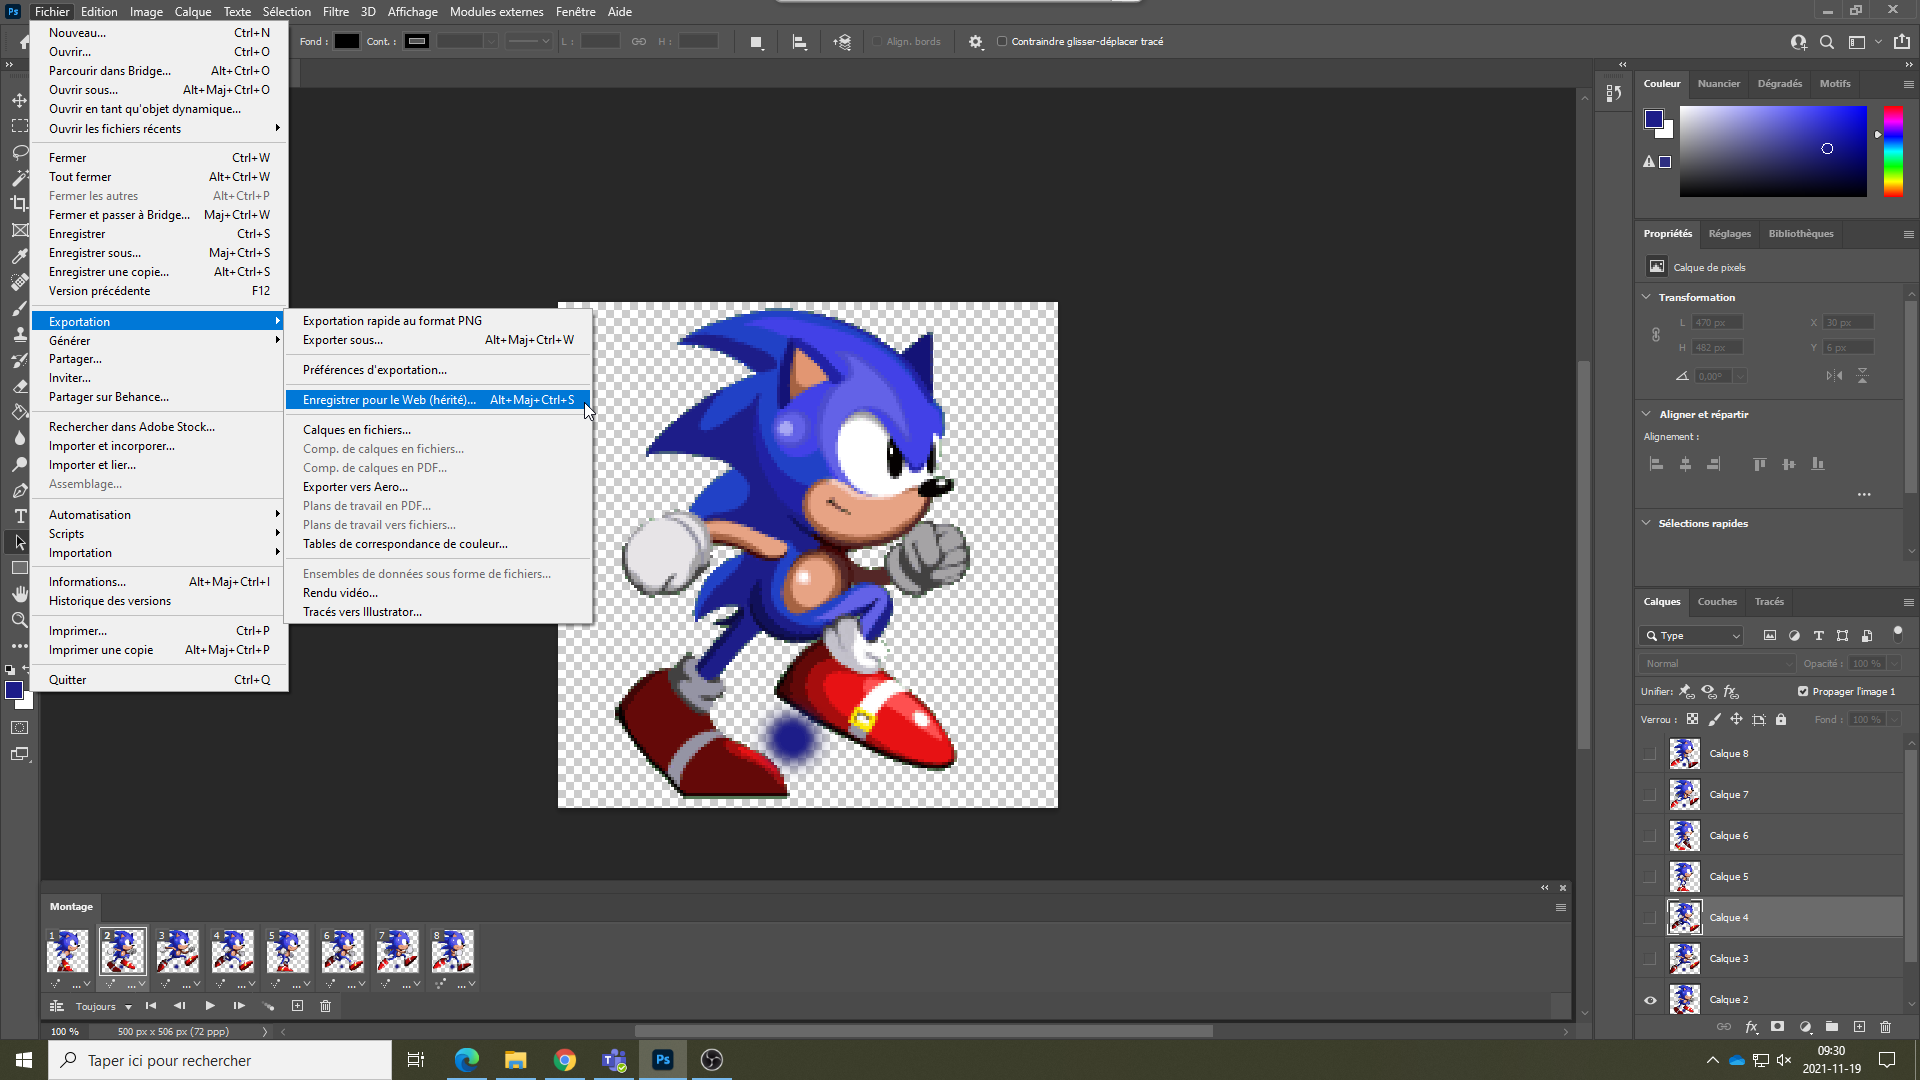 Ps
Fichier Edition Image Calque Texte Sélection Filtre 3D Affichage Modules externes Fenêtre Aide
Fond : Cont. : L : H : Align. bords Contraindre glisser-déplacer tracé
Nouveau... Ctrl+N
Ouvrir... Ctrl+O
Parcourir dans Bridge... Alt+Ctrl+O
Ouvrir sous... Alt+Maj+Ctrl+O
Ouvrir en tant qu'objet dynamique...
Ouvrir les fichiers récents
Fermer Ctrl+W
Tout fermer Alt+Ctrl+W
Fermer les autres Alt+Ctrl+P
Fermer et passer à Bridge... Maj+Ctrl+W
Enregistrer Ctrl+S
Enregistrer sous... Maj+Ctrl+S
Enregistrer une copie... Alt+Ctrl+S
Version précédente F12
Exportation
Générer
Partager...
Inviter...
Partager sur Behance...
Rechercher dans Adobe Stock...
Importer et incorporer...
Importer et lier...
Assemblage...
Automatisation
Scripts
Importation
Informations... Alt+Maj+Ctrl+I
Historique des versions
Imprimer... Ctrl+P
Imprimer une copie Alt+Maj+Ctrl+P
Quitter Ctrl+Q
Exportation rapide au format PNG
Exporter sous... Alt+Maj+Ctrl+W
Préférences d'exportation...
Enregistrer pour le Web (hérité)... Alt+Maj+Ctrl+S
Calques en fichiers...
Comp. de calques en fichiers...
Comp. de calques en PDF...
Exporter vers Aero...
Plans de travail en PDF...
Plans de travail vers fichiers...
Tables de correspondance de couleur...
Ensembles de données sous forme de fichiers...
Rendu vidéo...
Tracés vers Illustrator...
Couleur Nuancier Dégradés Motifs
Propriétés Réglages Bibliothèques
Calque de pixels
Transformation
L 470 px X 30 px
H 482 px Y 6 px
0,00°
Aligner et répartir
Alignement :
Sélections rapides
Calques Couches Tracés
Type
Normal Opacité : 100 %
Unifier: Propager l'image 1
Verrou : Fond : 100 %
Calque 8
Calque 7
Calque 6
Calque 5
Calque 4
Calque 3
Calque 2
Montage
1 2 3 4 5 6 7 8
Toujours
100 % 500 px x 506 px (72 ppp)
Taper ici pour rechercher
Ps
09:30
2021-11-19